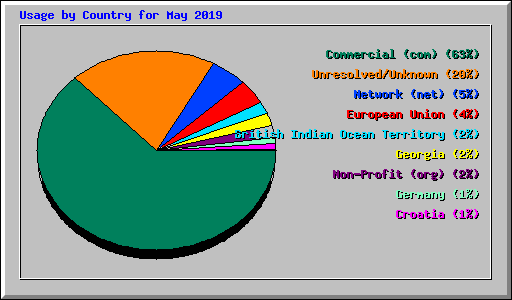 Usage by Country for May 2019
Commercial (com) (63%)
Unresolved/Unknown (20%)
Network (net) (5%)
European Union (4%)
British Indian Ocean Territory (2%)
Georgia (2%)
Non-Profit (org) (2%)
Germany (1%)
Croatia (1%)